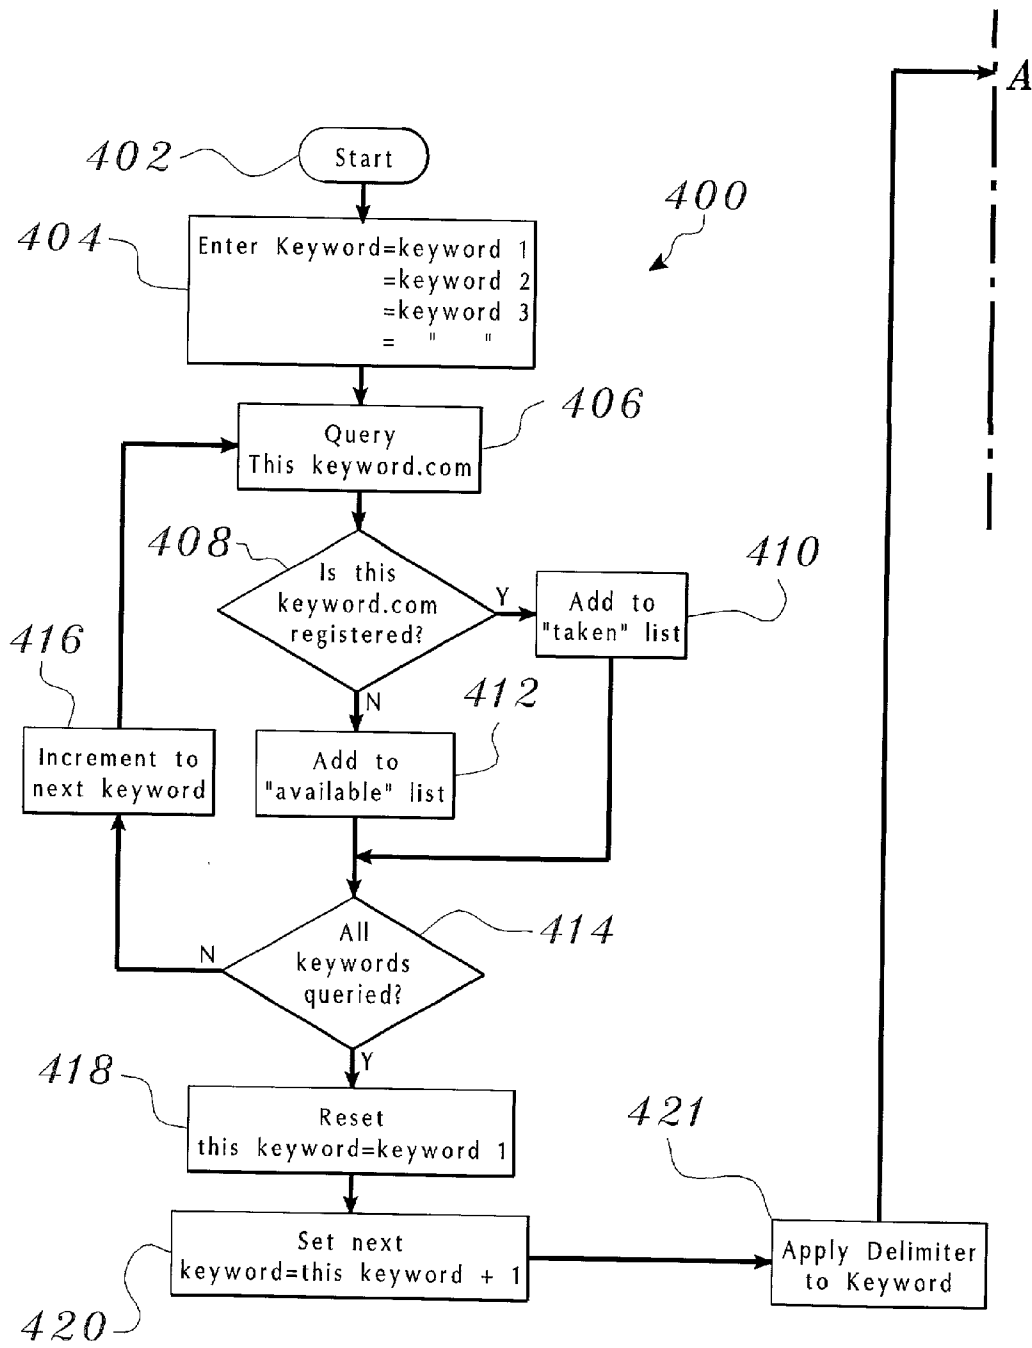 A
402
Start
400
404
Enter Keyword=keyword 1
=keyword 2
=keyword 3
= " "
406
Query
This keyword.com
408
Is this
keyword.com
registered?
Y
410
Add to
"taken" list
N
412
Add to
"available" list
416
Increment to
next keyword
414
All
keywords
queried?
N
Y
418
Reset
this keyword=keyword 1
420
Set next
keyword=this keyword + 1
421
Apply Delimiter
to Keyword